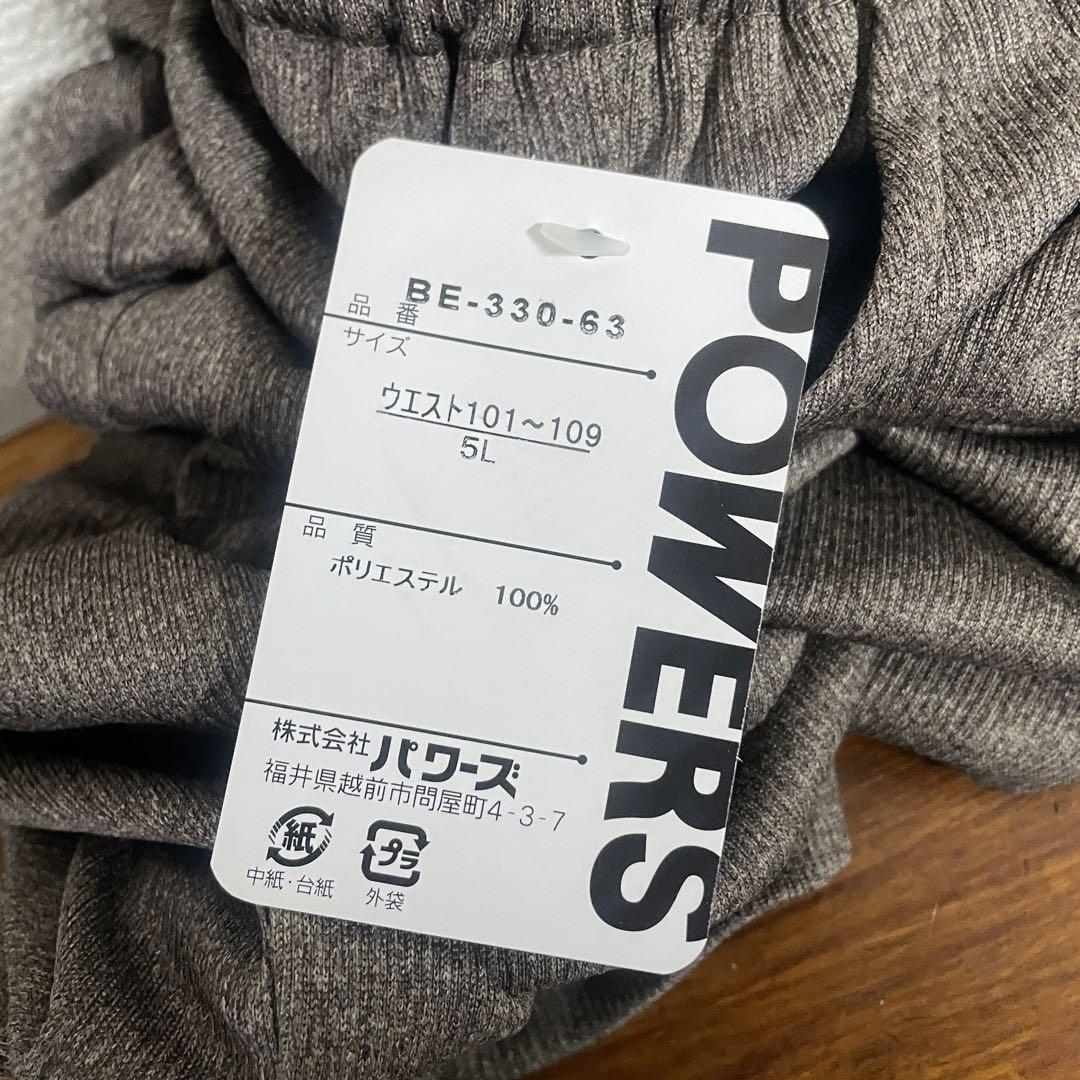 POWERS
品番 BE-330-63
サイズ
ウエスト101～109
5L
品質
ポリエステル 100%
株式会社パワーズ
福井県越前市問屋町4-3-7
紙
プラ
中紙・台紙
外袋